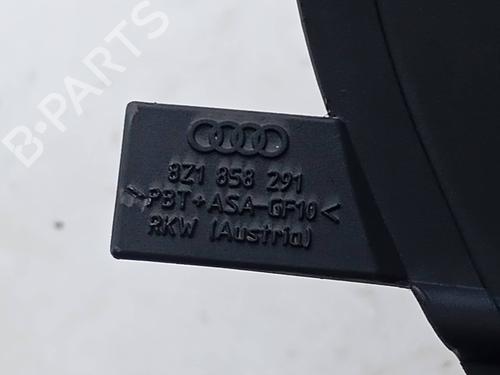 B-PARTS
8Z1 858 291
>PBT+ASA-GF10<
RKW (Austria)